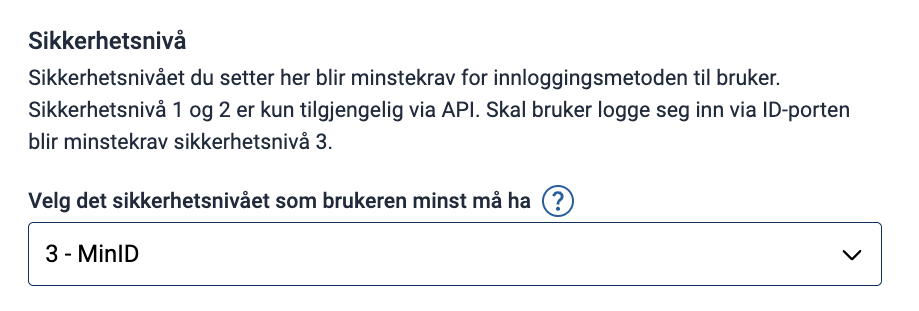 Sikkerhetsnivå
Sikkerhetsnivået du setter her blir minstekrav for innloggingsmetoden til bruker.
Sikkerhetsnivå 1 og 2 er kun tilgjengelig via API. Skal bruker logge seg inn via ID-porten
blir minstekrav sikkerhetsnivå 3.
Velg det sikkerhetsnivået som brukeren minst må ha ?
3 - MinID